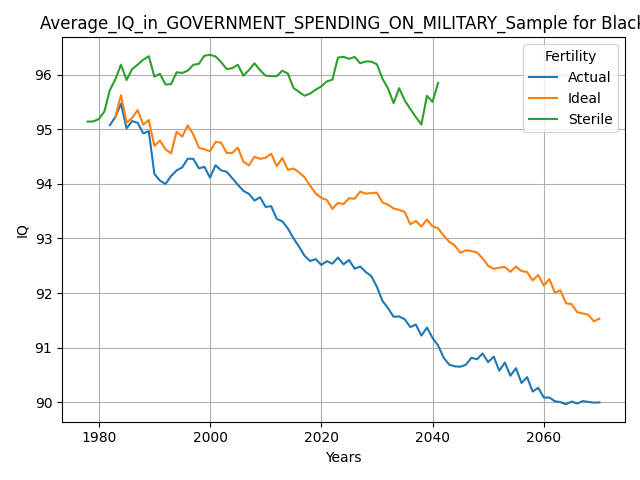 Average_IQ_in_GOVERNMENT_SPENDING_ON_MILITARY_Sample for Black
Fertility
Actual
Ideal
Sterile
96
95
94
93
92
91
90
IQ
1980
2000
2020
2040
2060
Years